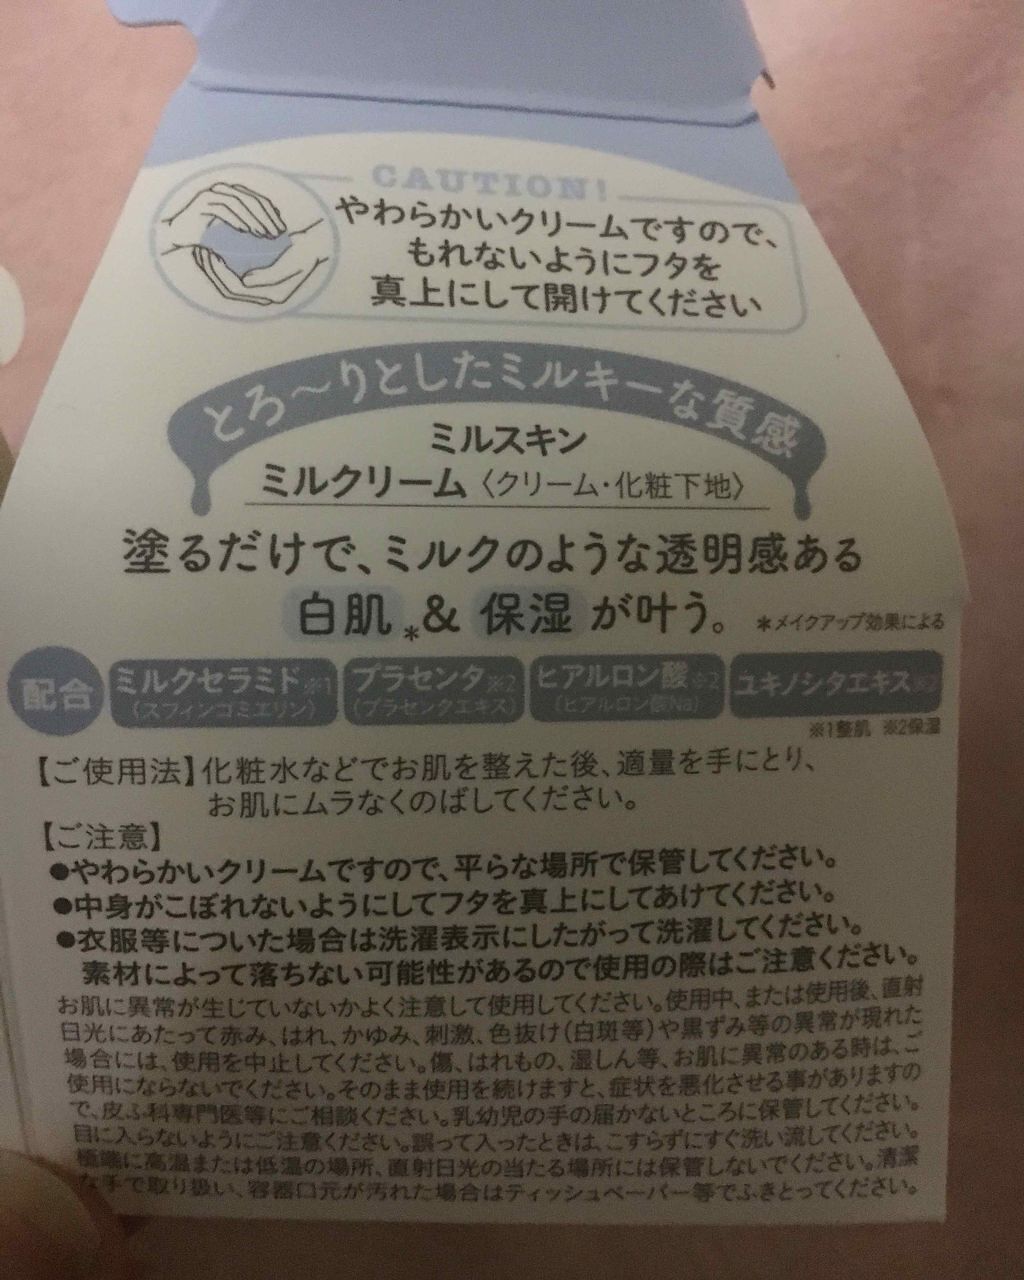 CAUTION!
やわらかいクリームですので、
もれないようにフタを
真上にして開けてください
とろ〜りとしたミルキーな質感
ミルスキン
ミルクリーム〈クリーム・化粧下地〉
塗るだけで、ミルクのような透明感ある
白肌*&保湿が叶う。 *メイクアップ効果による
配合 ミルクセラミド※1 プラセンタ※2 ヒアルロン酸※2 ユキノシタエキス※2
(スフィンゴミエリン) (プラセンタエキス) (ヒアルロン酸Na)
※1整肌 ※2保湿
【ご使用法】化粧水などでお肌を整えた後、適量を手にとり、
お肌にムラなくのばしてください。
【ご注意】
●やわらかいクリームですので、平らな場所で保管してください。
●中身がこぼれないようにしてフタを真上にしてあけてください。
●衣服等についた場合は洗濯表示にしたがって洗濯してください。
素材によって落ちない可能性があるので使用の際はご注意ください。
お肌に異常が生じていないかよく注意して使用してください。使用中、または使用後、直射
日光にあたって赤み、はれ、かゆみ、刺激、色抜け(白斑等)や黒ずみ等の異常が現れた
場合には、使用を中止してください。傷、はれもの、湿しん等、お肌に異常のある時は、ご
使用にならないでください。そのまま使用を続けますと、症状を悪化させる事がありますの
で、皮ふ科専門医等にご相談ください。乳幼児の手の届かないところに保管してください。
目に入らないようにご注意ください。誤って入ったときは、こすらずにすぐ洗い流してください。
極端に高温または低温の場所、直射日光の当たる場所には保管しないでください。清潔
な手で取り扱い、容器口元が汚れた場合はティッシュペーパー等でふきとってください。